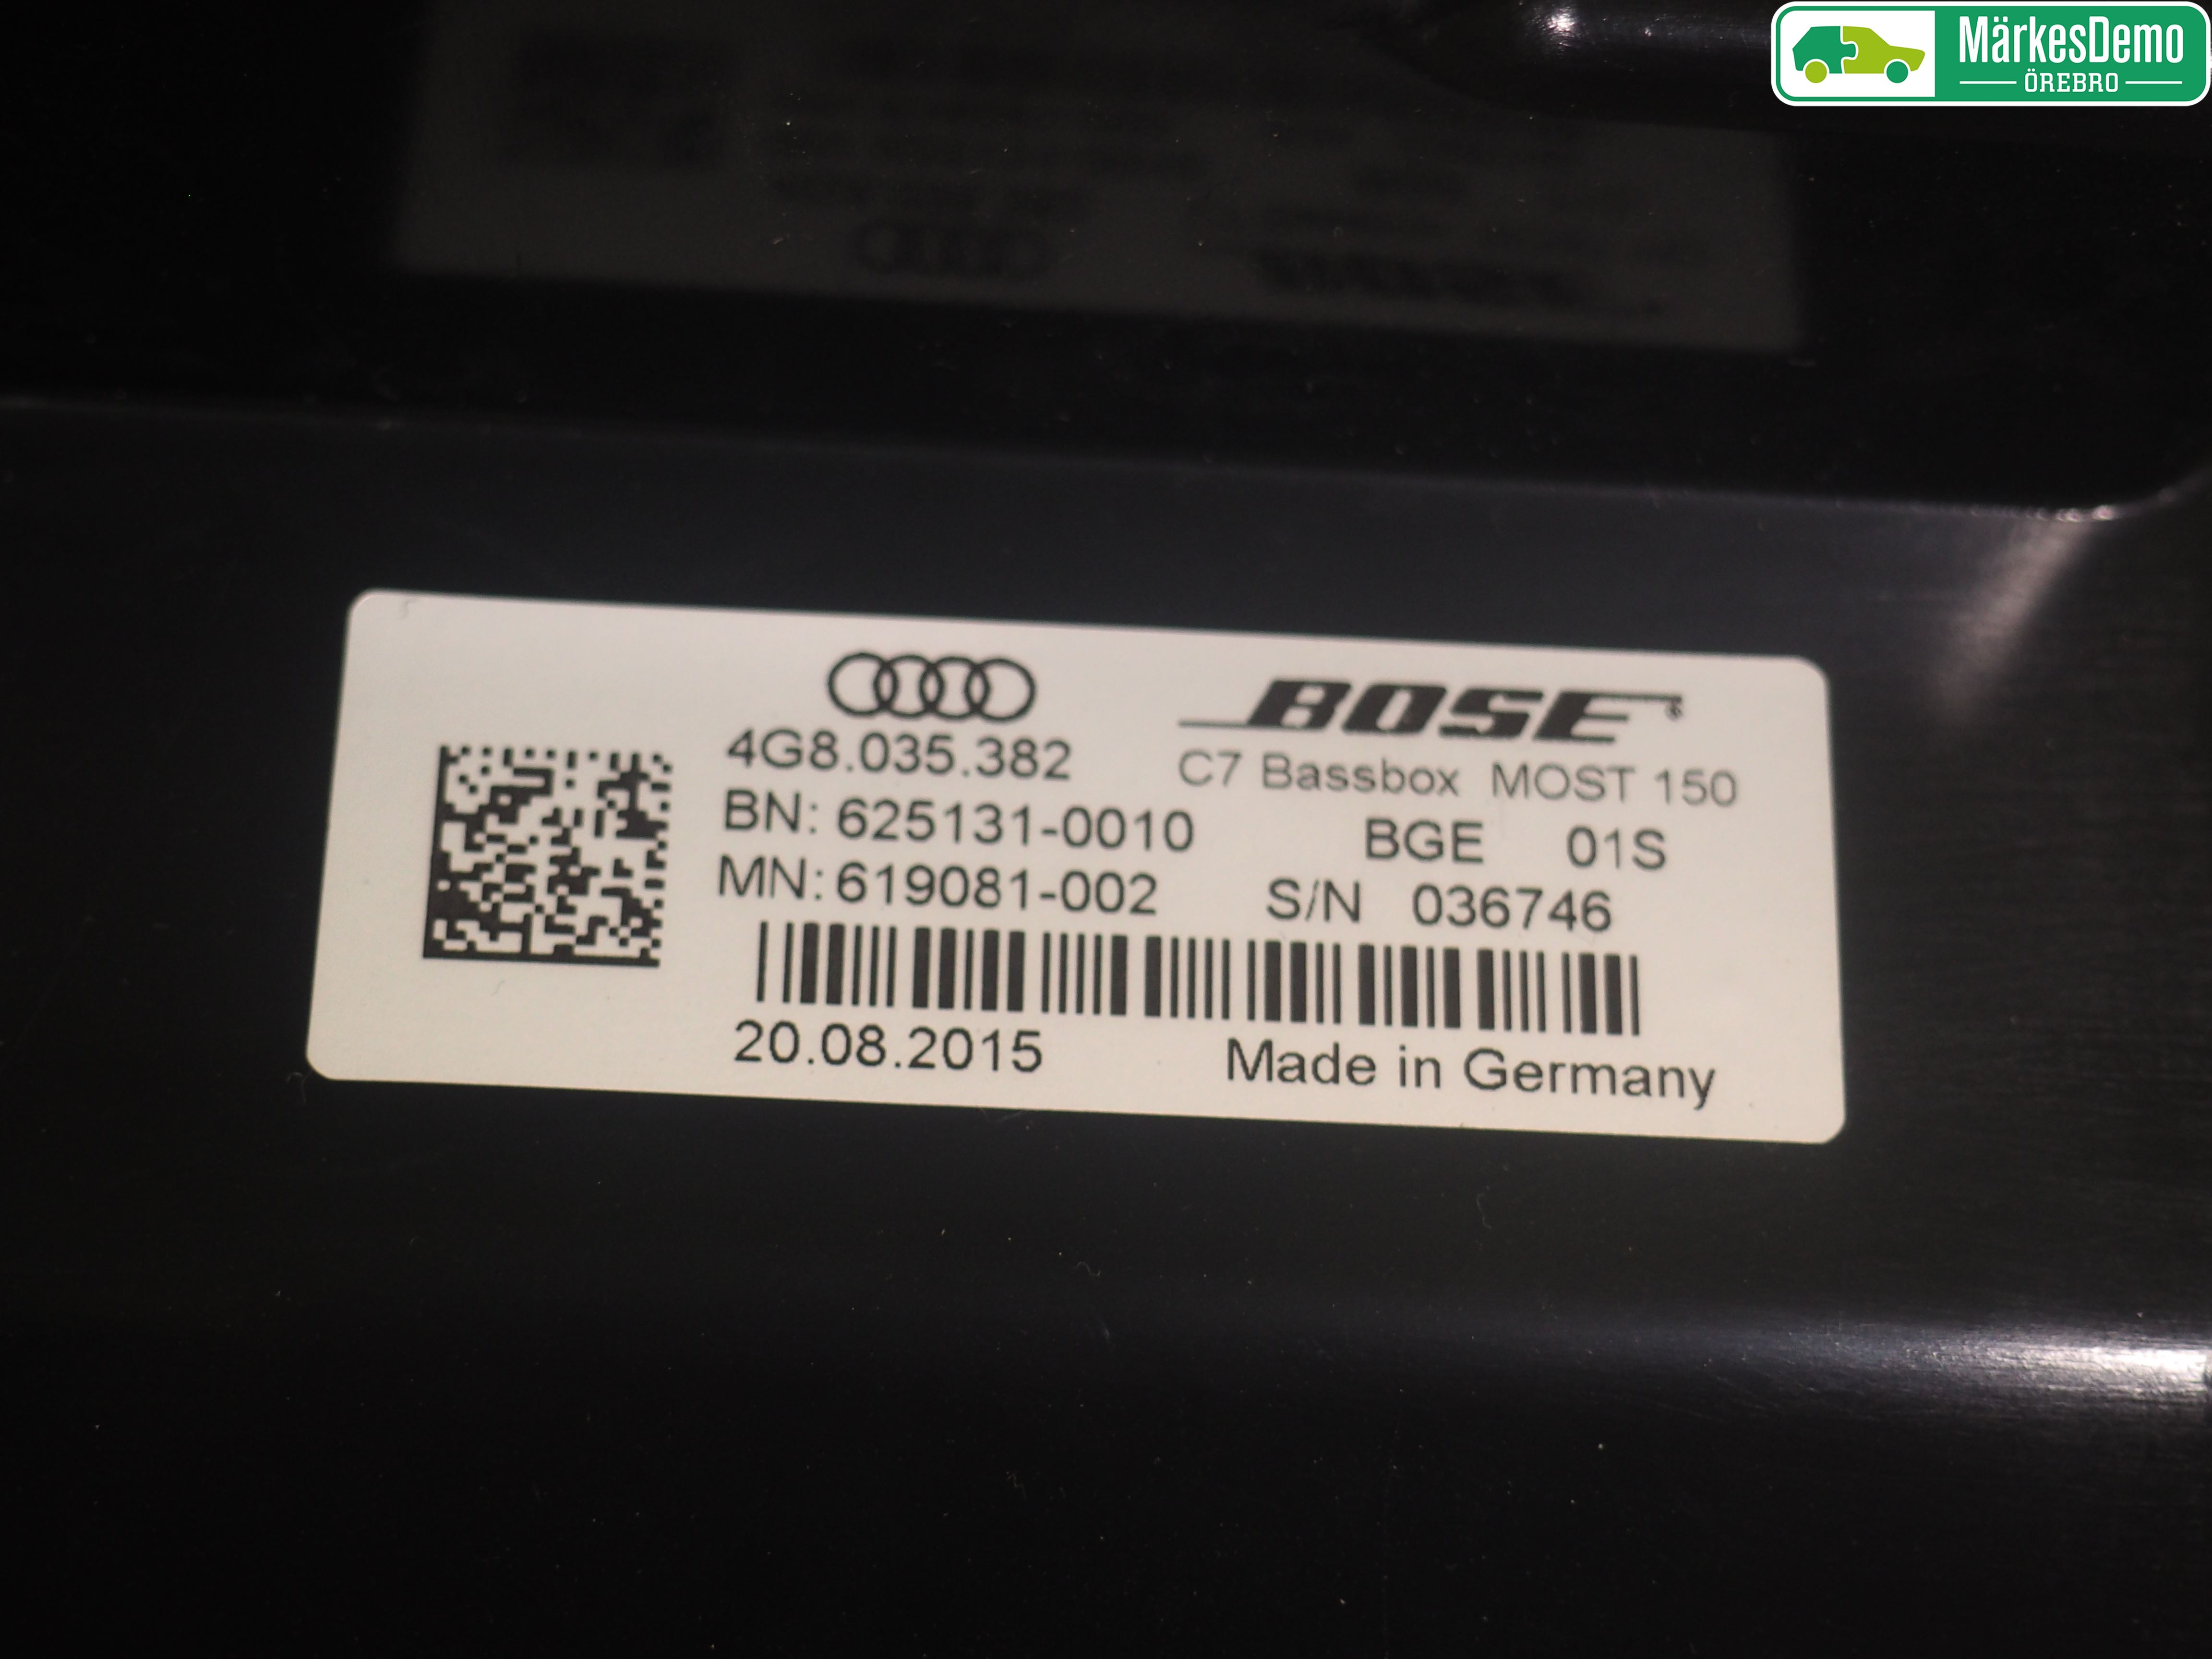 MärkesDemo
ÖREBRO
BOSE
4G8.035.382
C7 Bassbox MOST 150
BN: 625131-0010
BGE 01S
MN: 619081-002
S/N 036746
20.08.2015
Made in Germany